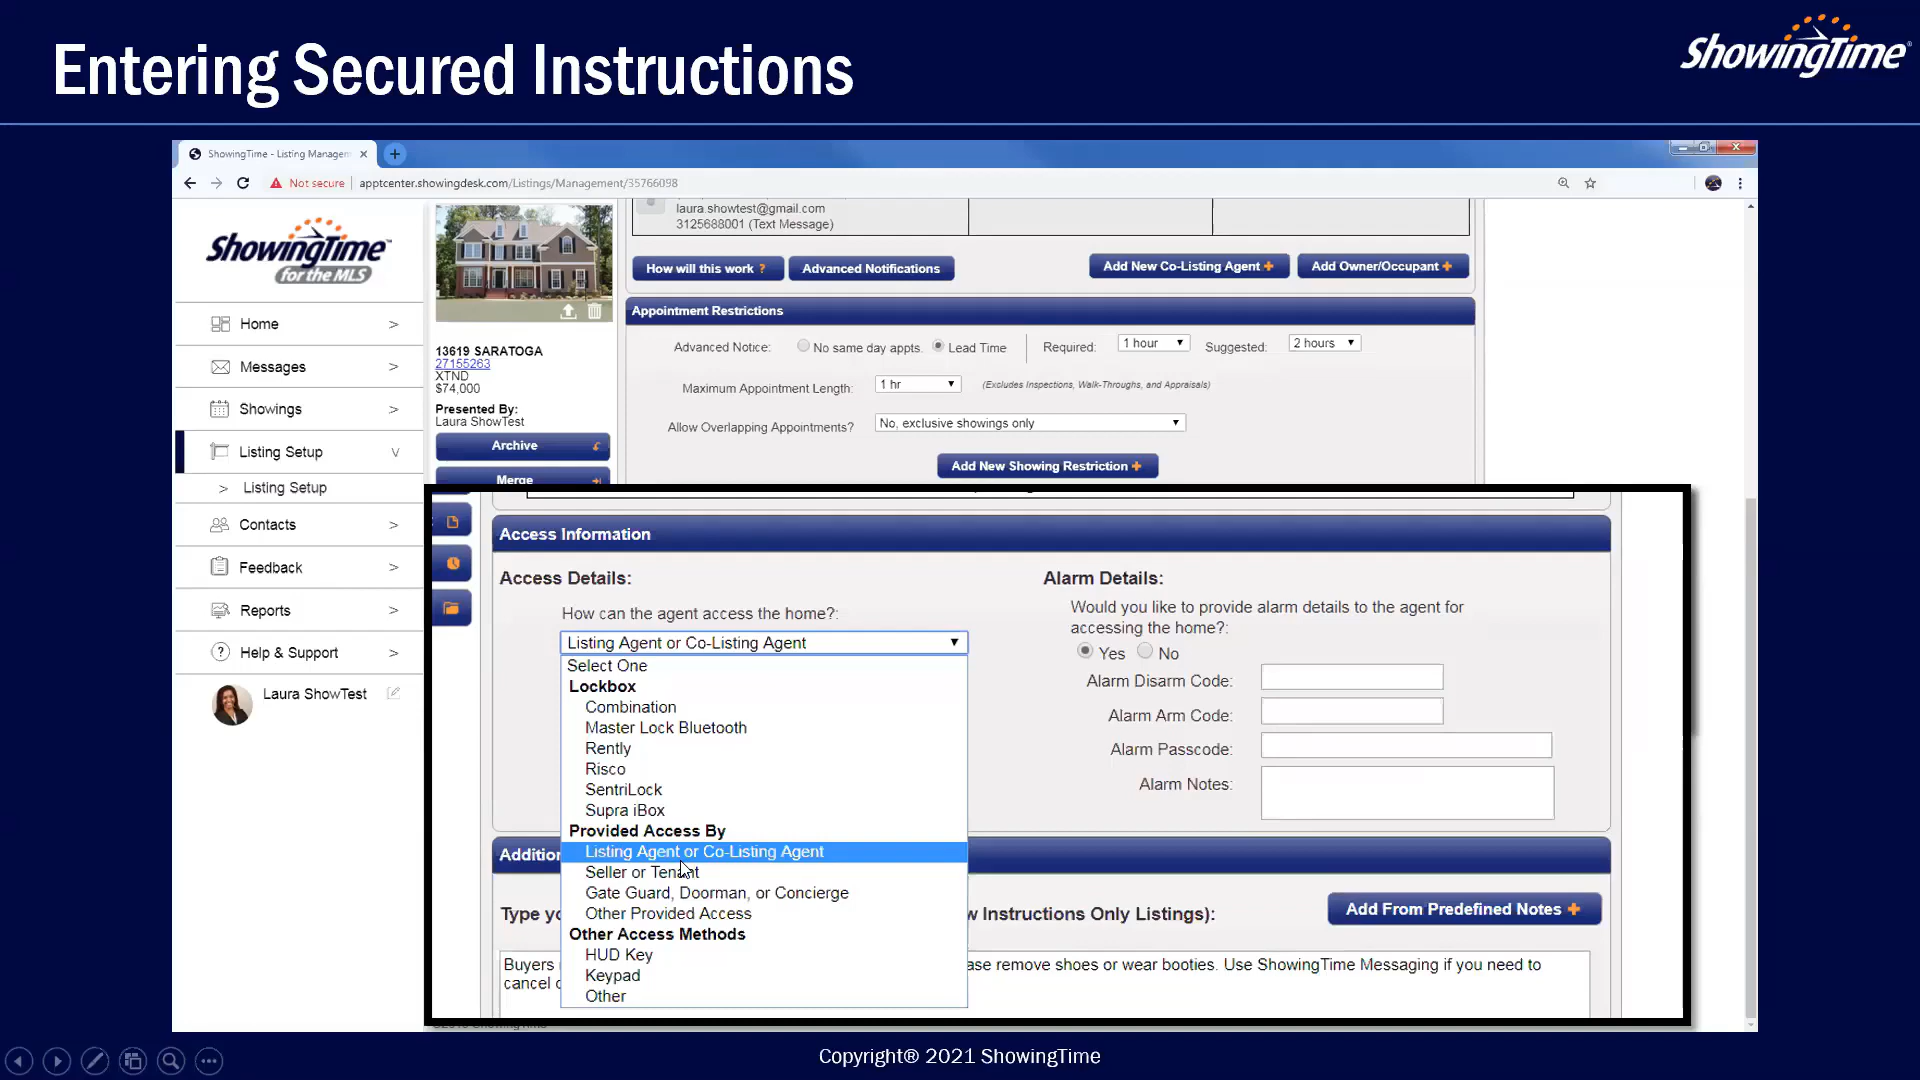 Entering Secured Instructions
ShowingTime
ShowingTime - Listing Managem
Not secure
apptcenter.showingdesk.com/Listings/Management/35766098
ShowingTime
for the MLS
Home >
Messages >
Showings >
Listing Setup
> Listing Setup
Contacts >
Feedback >
Reports >
Help & Support >
Laura ShowTest
13619 SARATOGA
27155263
XTND
$74,000
Presented By:
Laura ShowTest
Archive
Merge
laura.showtest@gmail.com
3125688001 (Text Message)
How will this work ?
Advanced Notifications
Add New Co-Listing Agent +
Add Owner/Occupant +
Appointment Restrictions
Advanced Notice: No same day appts. Lead Time Required: 1 hour Suggested: 2 hours
Maximum Appointment Length: 1 hr (Excludes Inspections, Walk-Throughs, and Appraisals)
Allow Overlapping Appointments? No, exclusive showings only
Add New Showing Restriction +
Access Information
Access Details:
How can the agent access the home?:
Listing Agent or Co-Listing Agent
Select One
Lockbox
Combination
Master Lock Bluetooth
Rently
Risco
SentriLock
Supra iBox
Provided Access By
Listing Agent or Co-Listing Agent
Seller or Tenant
Gate Guard, Doorman, or Concierge
Other Provided Access
Other Access Methods
HUD Key
Keypad
Other
Alarm Details:
Would you like to provide alarm details to the agent for
accessing the home?:
Yes No
Alarm Disarm Code:
Alarm Arm Code:
Alarm Passcode:
Alarm Notes:
Addition
Type yo w Instructions Only Listings):
Add From Predefined Notes +
Buyers ase remove shoes or wear booties. Use ShowingTime Messaging if you need to
cancel
Copyright® 2021 ShowingTime